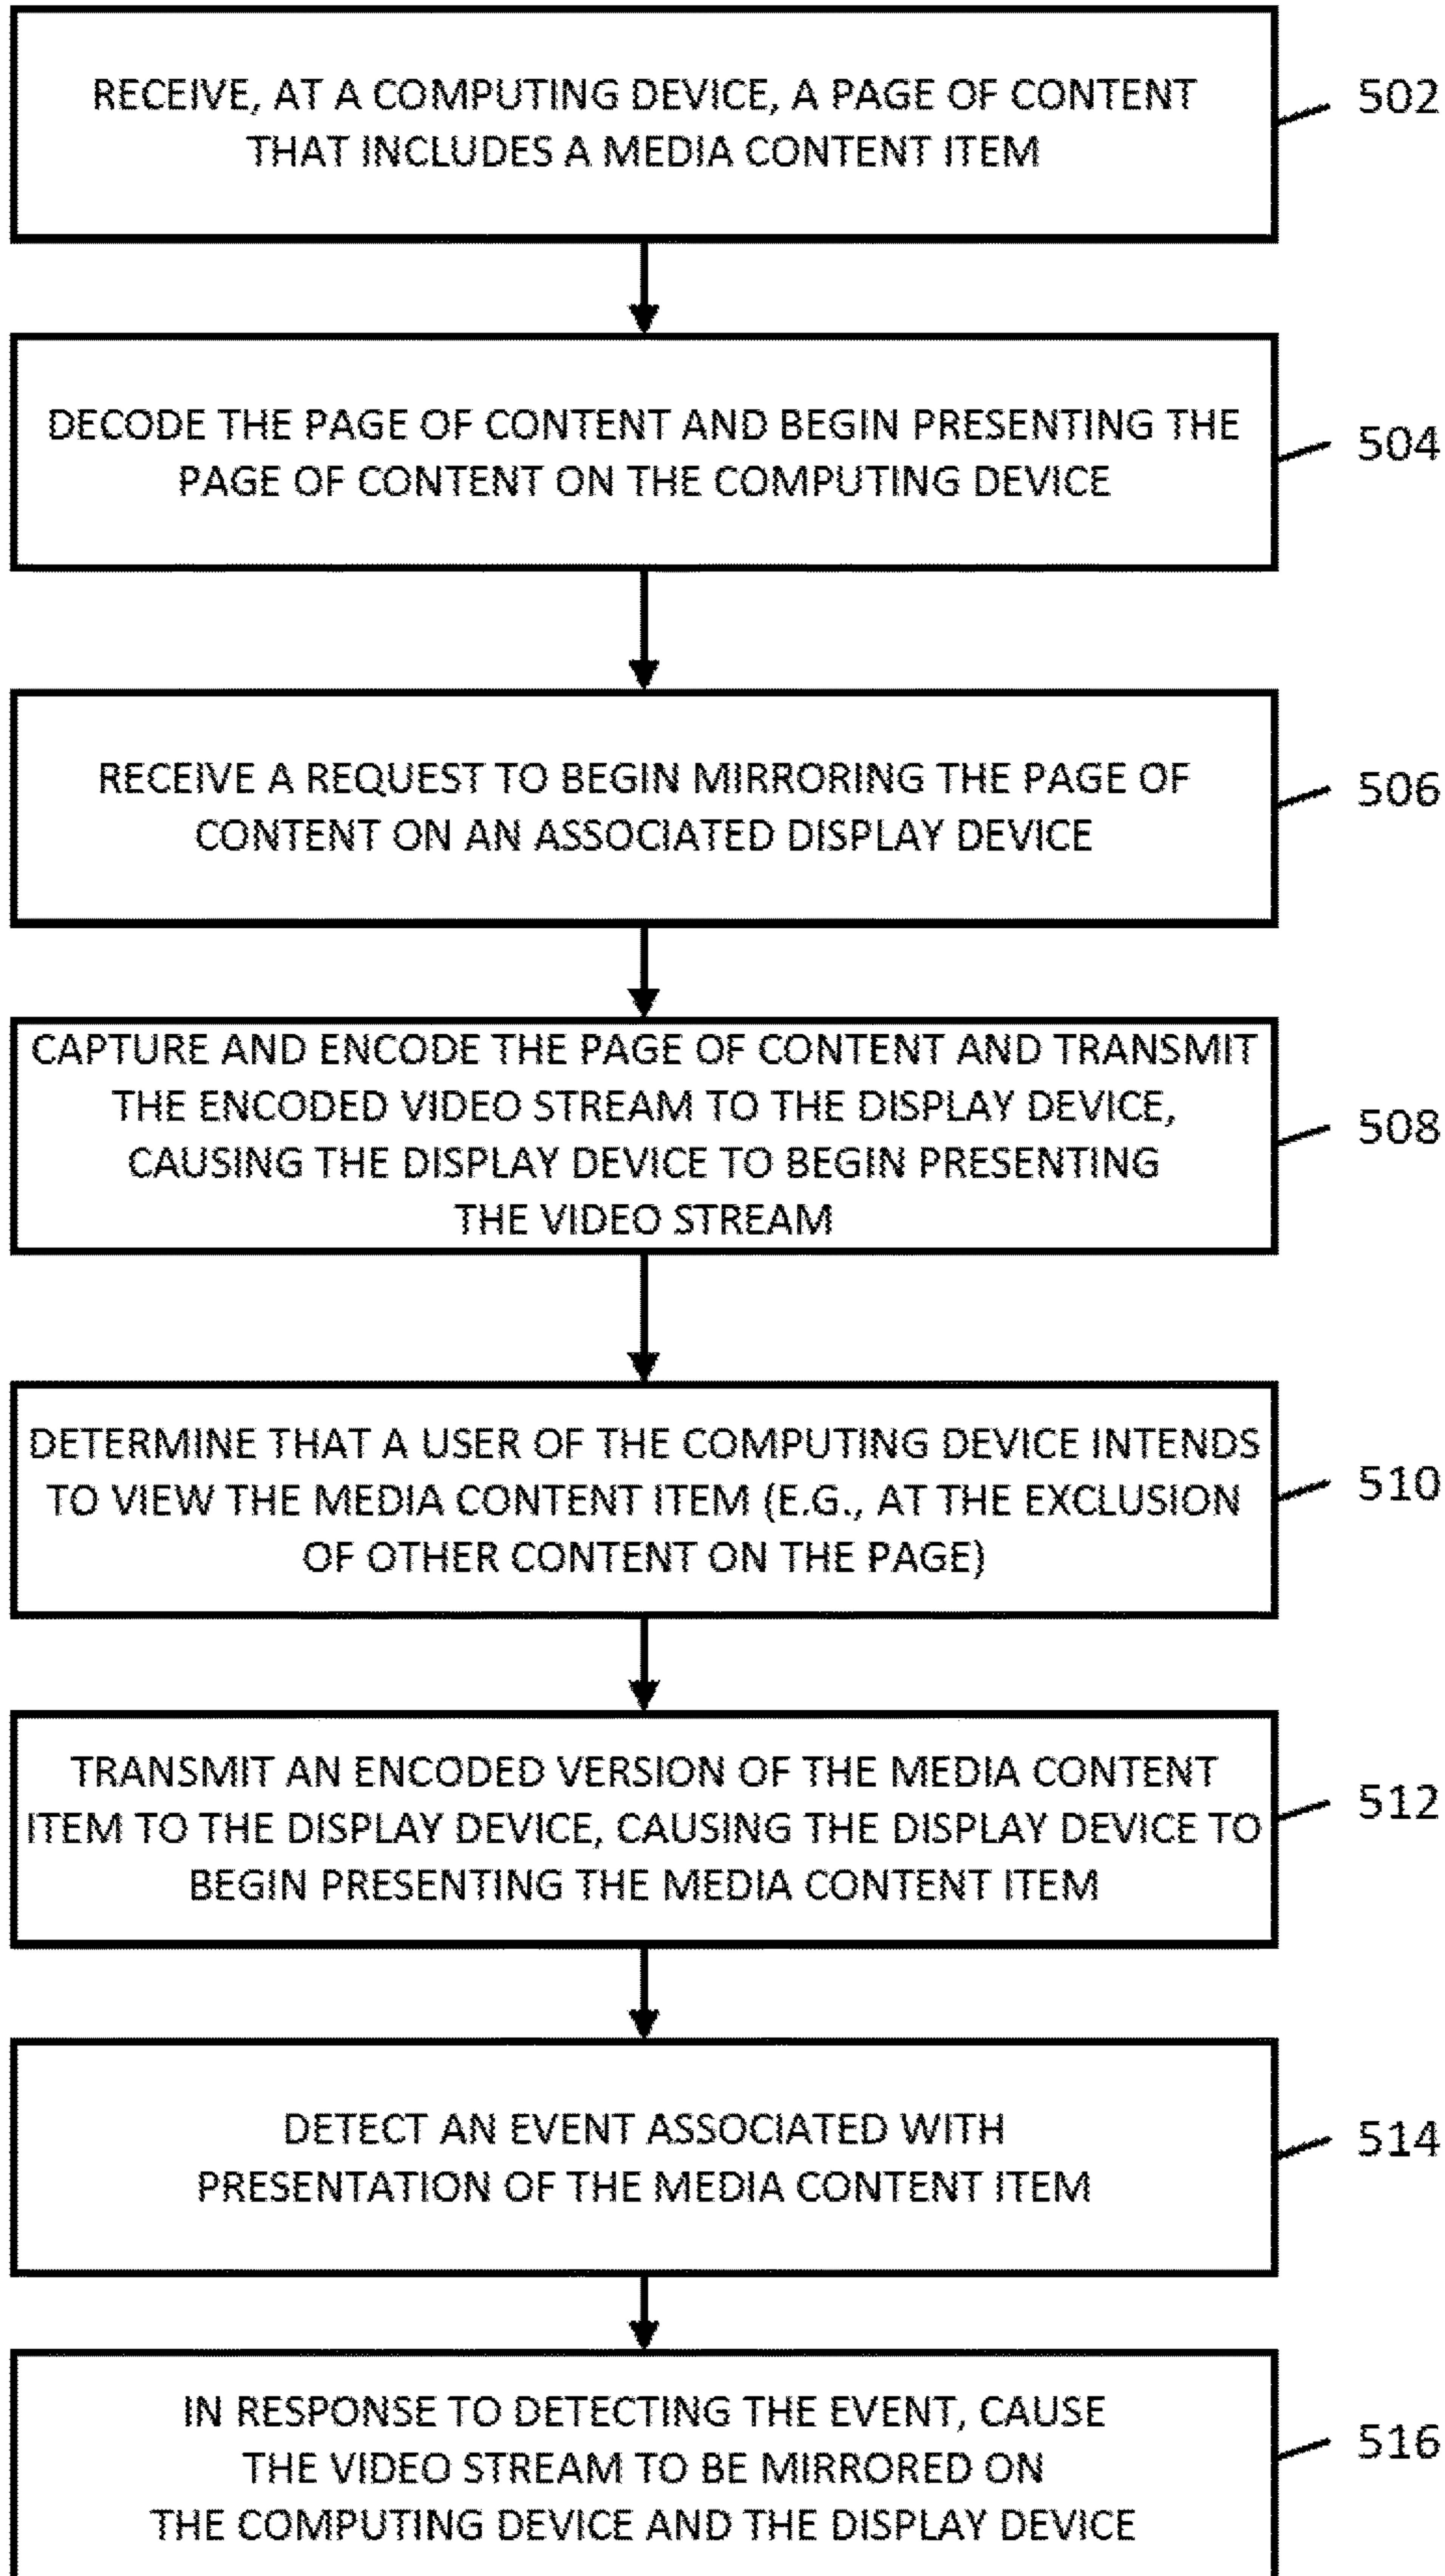 RECEIVE, AT A COMPUTING DEVICE, A PAGE OF CONTENT
THAT INCLUDES A MEDIA CONTENT ITEM
502
DECODE THE PAGE OF CONTENT AND BEGIN PRESENTING THE
PAGE OF CONTENT ON THE COMPUTING DEVICE
504
RECEIVE A REQUEST TO BEGIN MIRRORING THE PAGE OF
CONTENT ON AN ASSOCIATED DISPLAY DEVICE
506
CAPTURE AND ENCODE THE PAGE OF CONTENT AND TRANSMIT
THE ENCODED VIDEO STREAM TO THE DISPLAY DEVICE,
CAUSING THE DISPLAY DEVICE TO BEGIN PRESENTING
THE VIDEO STREAM
508
DETERMINE THAT A USER OF THE COMPUTING DEVICE INTENDS
TO VIEW THE MEDIA CONTENT ITEM (E.G., AT THE EXCLUSION
OF OTHER CONTENT ON THE PAGE)
510
TRANSMIT AN ENCODED VERSION OF THE MEDIA CONTENT
ITEM TO THE DISPLAY DEVICE, CAUSING THE DISPLAY DEVICE TO
BEGIN PRESENTING THE MEDIA CONTENT ITEM
512
DETECT AN EVENT ASSOCIATED WITH
PRESENTATION OF THE MEDIA CONTENT ITEM
514
IN RESPONSE TO DETECTING THE EVENT, CAUSE
THE VIDEO STREAM TO BE MIRRORED ON
THE COMPUTING DEVICE AND THE DISPLAY DEVICE
516